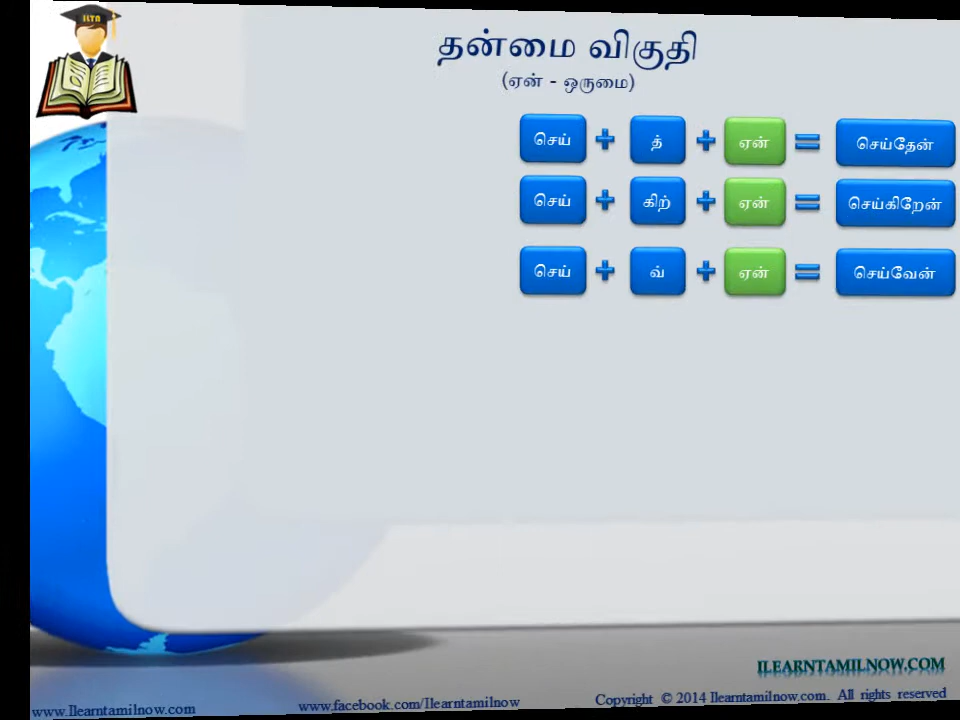 ILTN
தன்மை விகுதி
(ஏன் - ஒருமை)
செய் + த் + ஏன் = செய்தேன்
செய் + கிற் + ஏன் = செய்கிறேன்
செய் + வ் + ஏன் = செய்வேன்
ILEARNTAMILNOW.COM
www.Ilearntamilnow.com www.facebook.com/Ilearntamilnow Copyright © 2014 Ilearntamilnow.com. All rights reserved